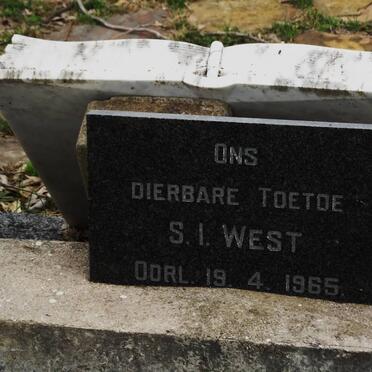 ONS
DIERBARE TOETOE
S. I. WEST
OORL. 19. 4. 1965.